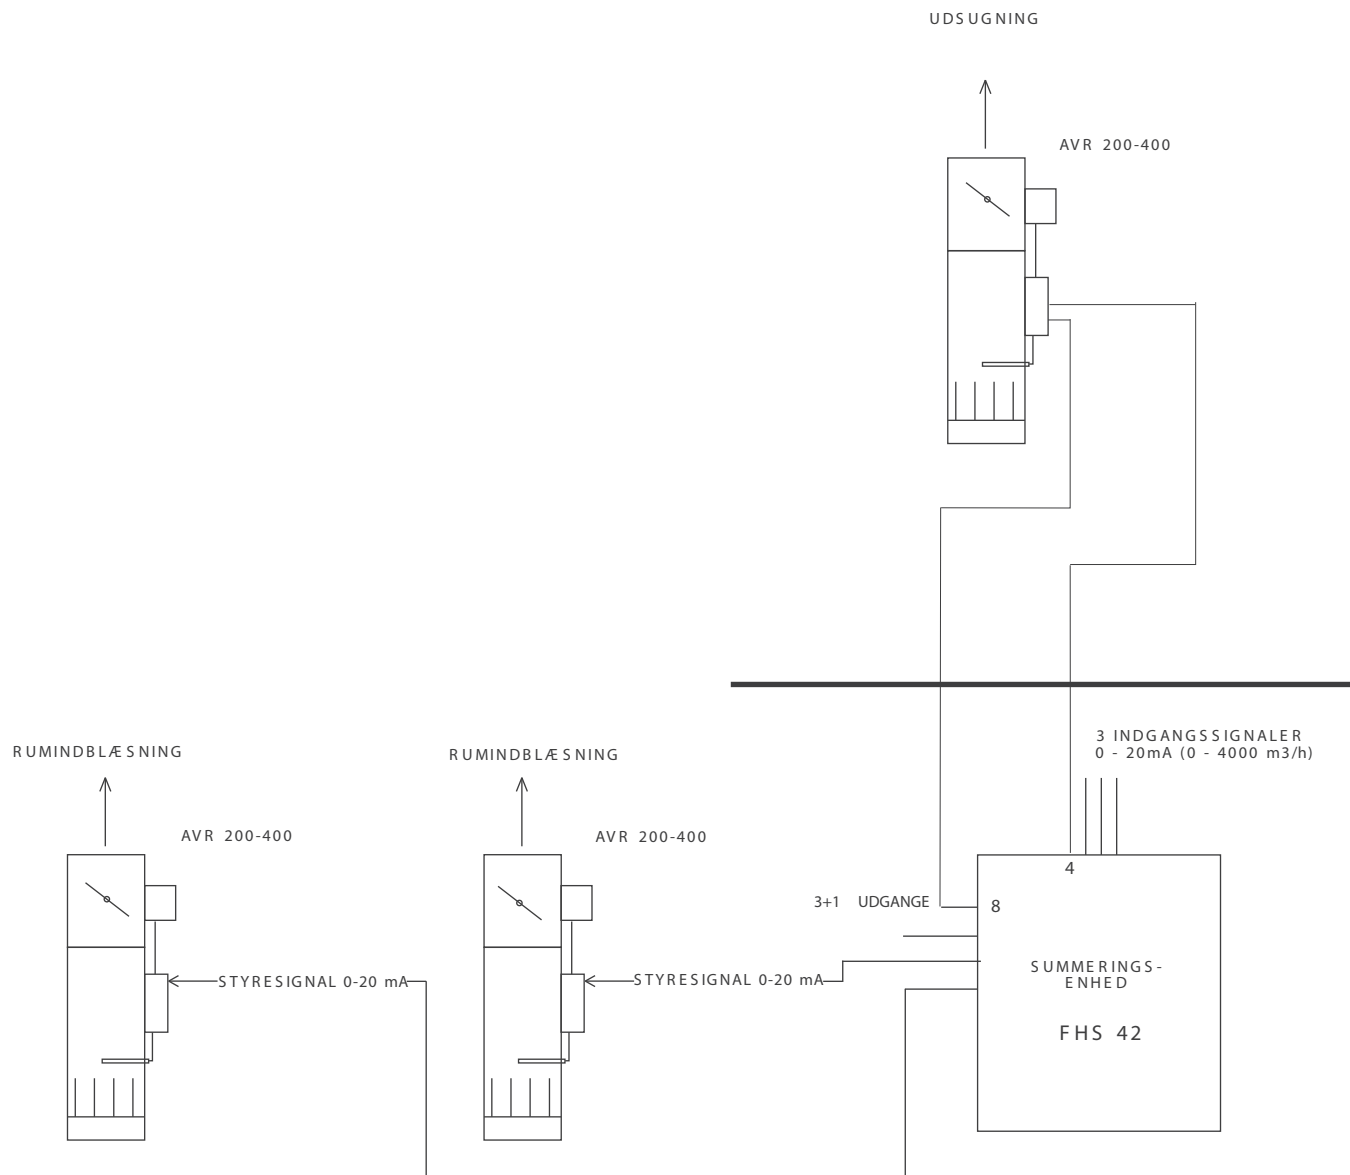 UDSUGNING
AVR 200-400
3 INDGANGSSIGNALER
0 - 20mA (0 - 4000 m3/h)
RUMINDBLÆSNING
RUMINDBLÆSNING
AVR 200-400
AVR 200-400
4
3+1 UDGANGE
8
SUMMERINGS-
ENHED
STYRESIGNAL 0-20 mA
STYRESIGNAL 0-20 mA
FHS 42